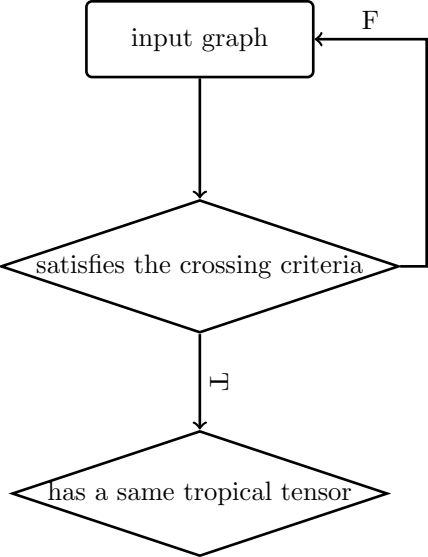 input graph
F
satisfies the crossing criteria
T
has a same tropical tensor